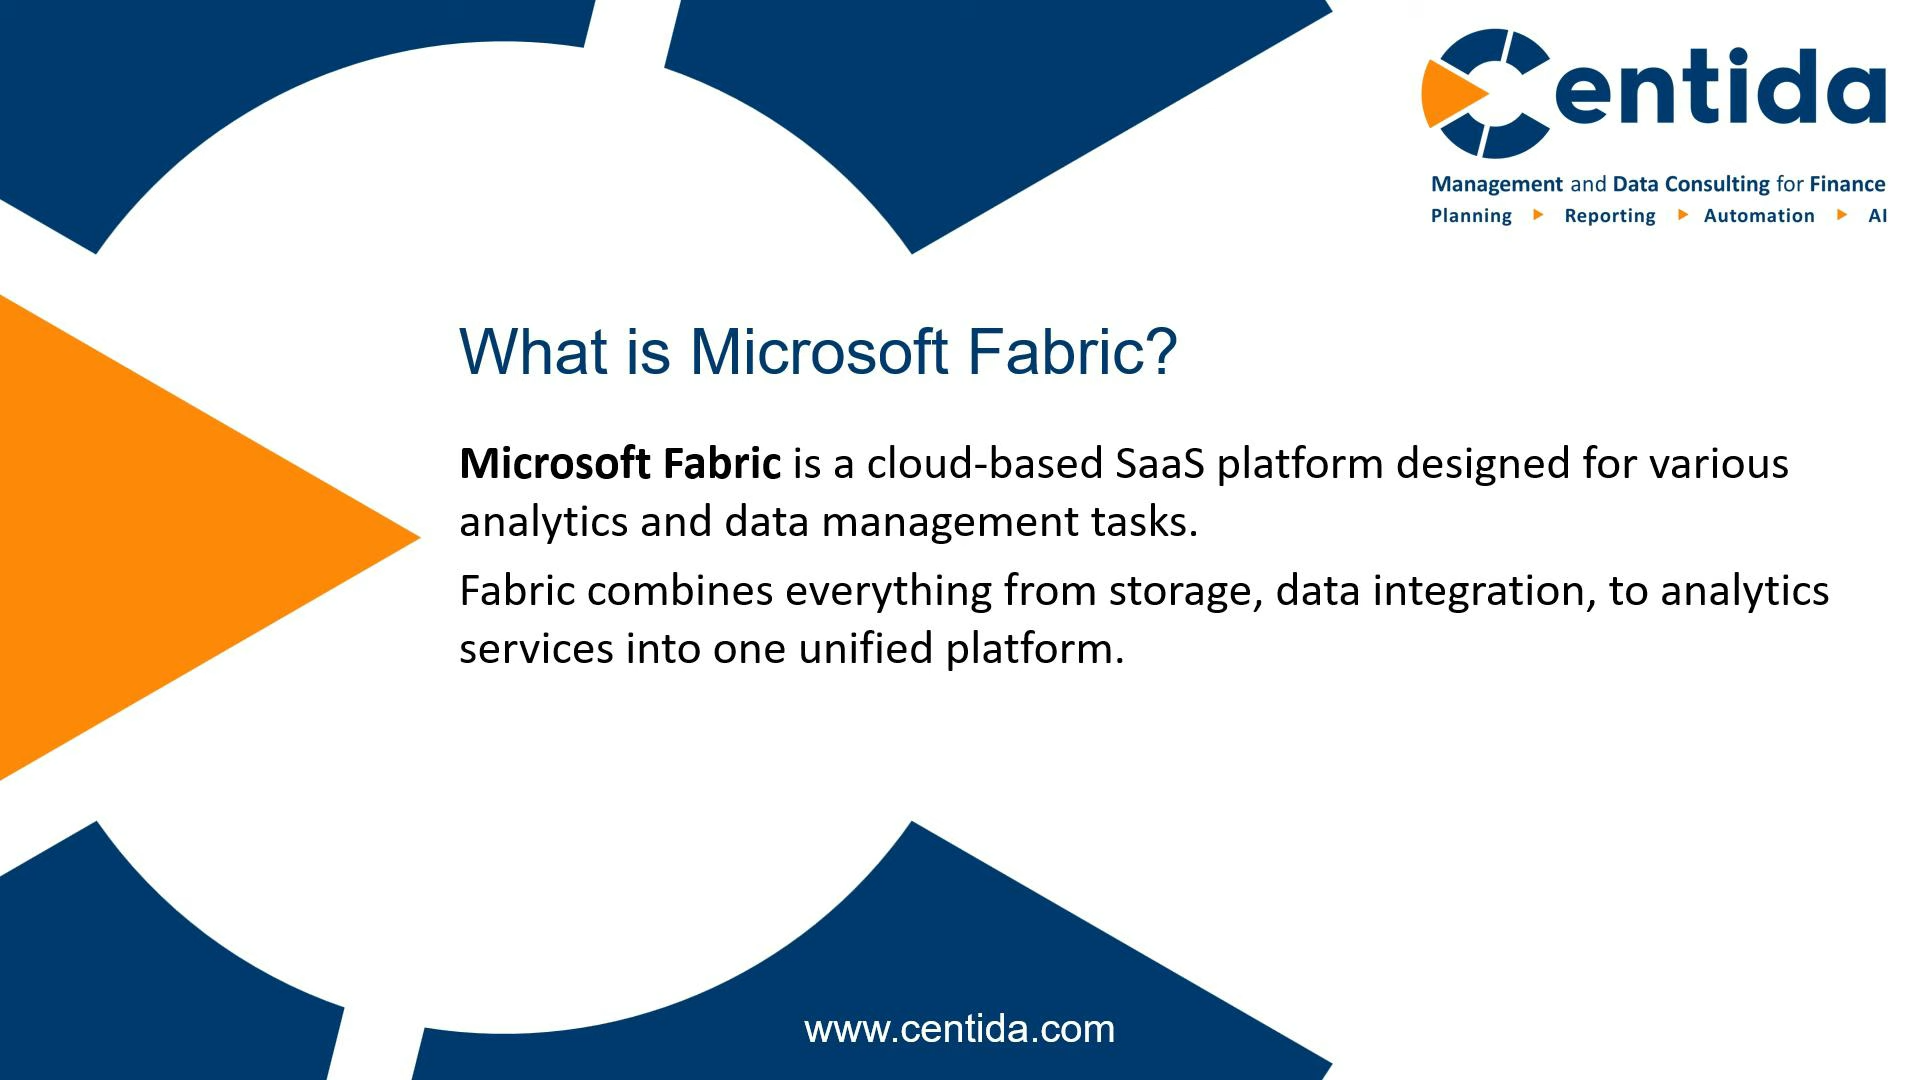 Centida
Management and Data Consulting for Finance
Planning Reporting Automation AI
What is Microsoft Fabric?
Microsoft Fabric is a cloud-based SaaS platform designed for various
analytics and data management tasks.
Fabric combines everything from storage, data integration, to analytics
services into one unified platform.
www.centida.com